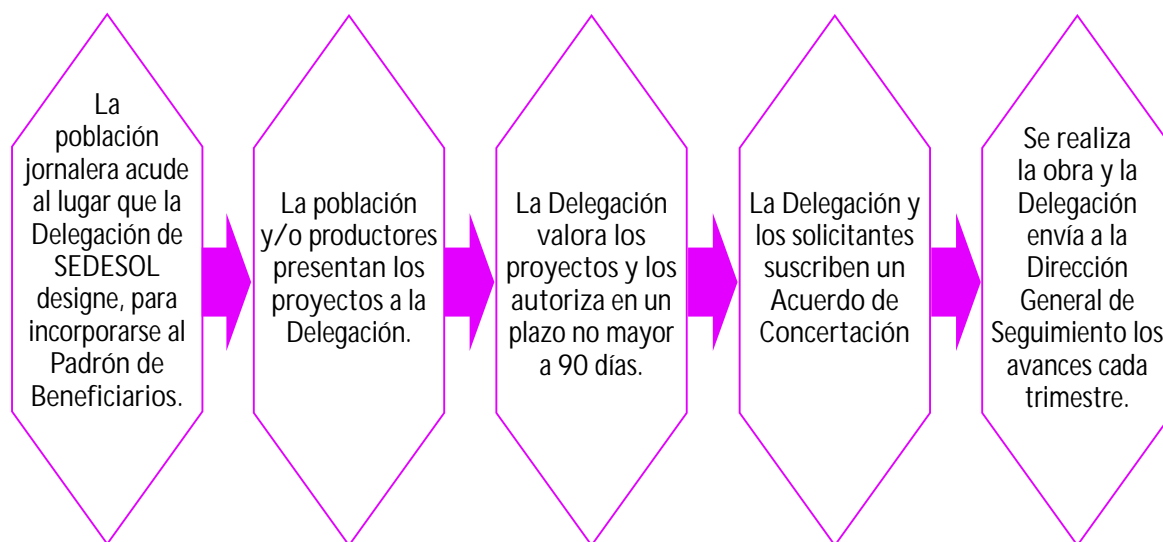 La
población
jornalera acude
al lugar que la
Delegación de
SEDESOL
designe, para
incorporarse al
Padrón de
Beneficiarios.
La población
y/o productores
presentan los
proyectos a la
Delegación.
La Delegación
valora los
proyectos y los
autoriza en un
plazo no mayor
a 90 días.
La Delegación y
los solicitantes
suscriben un
Acuerdo de
Concertación
Se realiza
la obra y la
Delegación
envía a la
Dirección
General de
Seguimiento los
avances cada
trimestre.